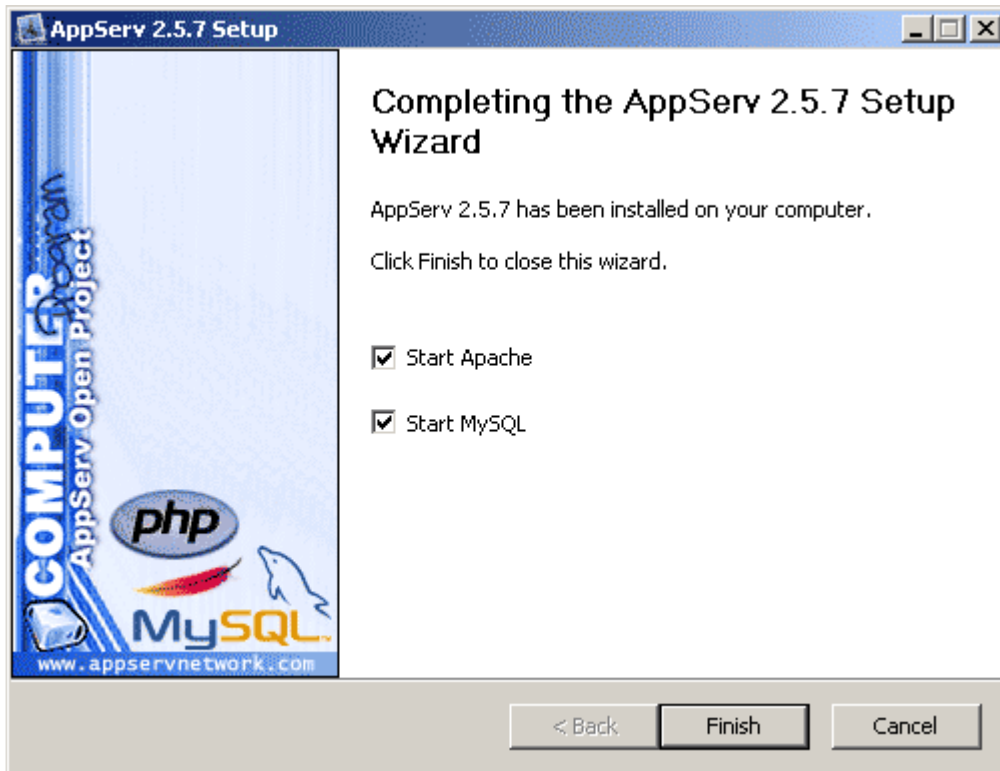 AppServ 2.5.7 Setup
Completing the AppServ 2.5.7 Setup
Wizard
AppServ 2.5.7 has been installed on your computer.
Click Finish to close this wizard.
Start Apache
Start MySQL
COMPUTER
AppServ Open Project
php
MySQL
www.appservnetwork.com
< Back
Finish
Cancel